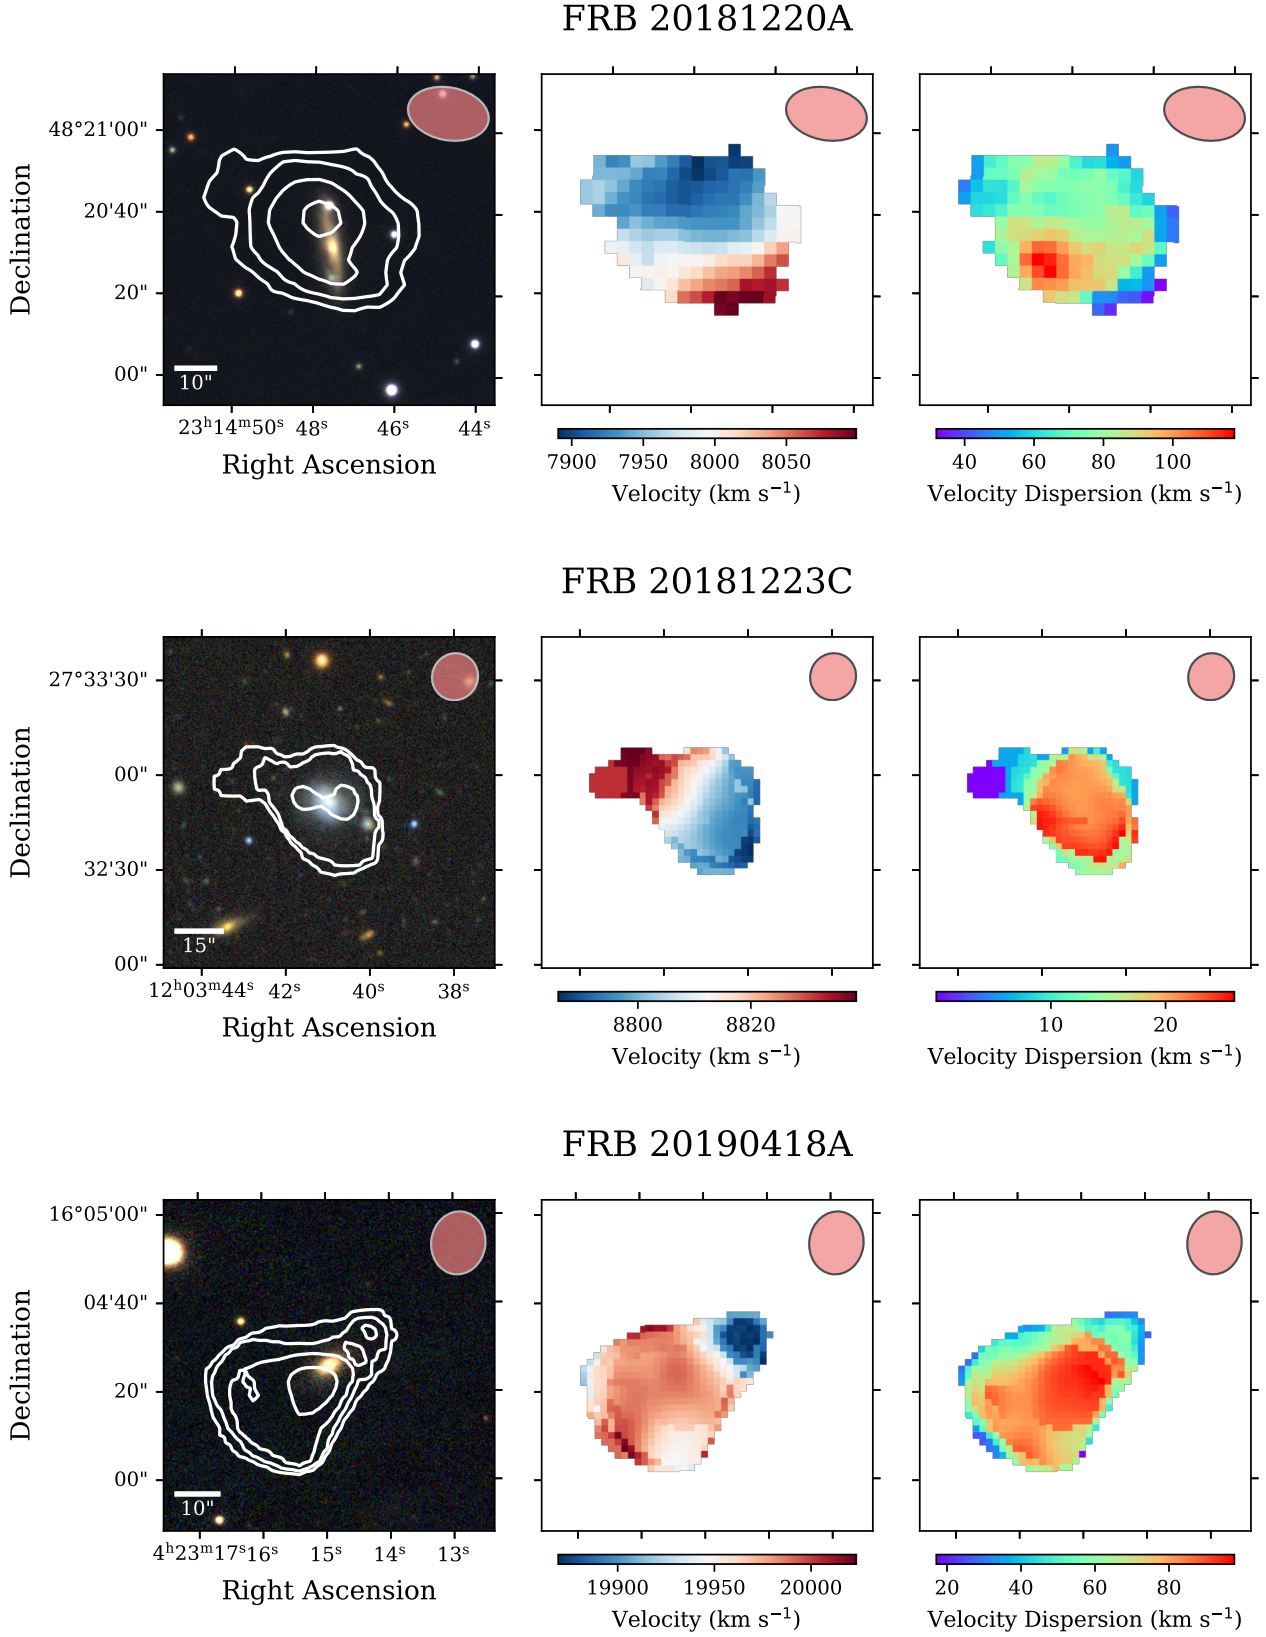 FRB 20181220A
48°21'00"
20'40"
20"
00"
Declination
10"
23ʰ14ᵐ50ˢ 48ˢ 46ˢ 44ˢ
Right Ascension
7900 7950 8000 8050
Velocity (km s⁻¹)
40 60 80 100
Velocity Dispersion (km s⁻¹)
FRB 20181223C
27°33'30"
00"
32'30"
00"
Declination
15"
12ʰ03ᵐ44ˢ 42ˢ 40ˢ 38ˢ
Right Ascension
8800 8820
Velocity (km s⁻¹)
10 20
Velocity Dispersion (km s⁻¹)
FRB 20190418A
16°05'00"
04'40"
20"
00"
Declination
10"
4ʰ23ᵐ17ˢ16ˢ 15ˢ 14ˢ 13ˢ
Right Ascension
19900 19950 20000
Velocity (km s⁻¹)
20 40 60 80
Velocity Dispersion (km s⁻¹)